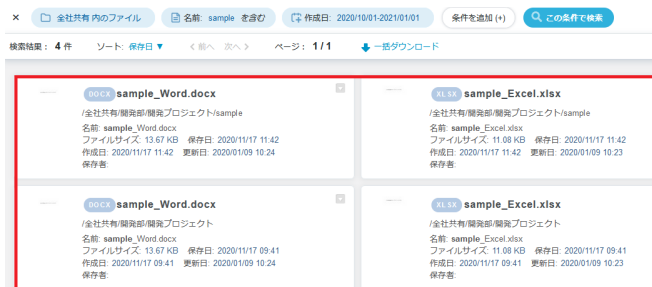 × 全社共有 内のファイル 名前: sample を含む 作成日: 2020/10/01-2021/01/01 条件を追加 (+) この条件で検索
検索結果: 4 件 ソート: 保存日 ▼ < 前へ 次へ > ページ: 1 / 1 一括ダウンロード
DOCX sample_Word.docx
/全社共有/開発部/開発プロジェクト/sample
名前: sample_Word.docx
ファイルサイズ: 13.67 KB 保存日: 2020/11/17 11:42
作成日: 2020/11/17 11:42 更新日: 2020/01/09 10:24
保存者:
XLSX sample_Excel.xlsx
/全社共有/開発部/開発プロジェクト/sample
名前: sample_Excel.xlsx
ファイルサイズ: 11.08 KB 保存日: 2020/11/17 11:42
作成日: 2020/11/17 11:42 更新日: 2020/01/09 10:23
保存者:
DOCX sample_Word.docx
/全社共有/開発部/開発プロジェクト
名前: sample_Word.docx
ファイルサイズ: 13.67 KB 保存日: 2020/11/17 09:41
作成日: 2020/11/17 09:41 更新日: 2020/01/09 10:24
保存者:
XLSX sample_Excel.xlsx
/全社共有/開発部/開発プロジェクト
名前: sample_Excel.xlsx
ファイルサイズ: 11.08 KB 保存日: 2020/11/17 09:41
作成日: 2020/11/17 09:41 更新日: 2020/01/09 10:23
保存者: